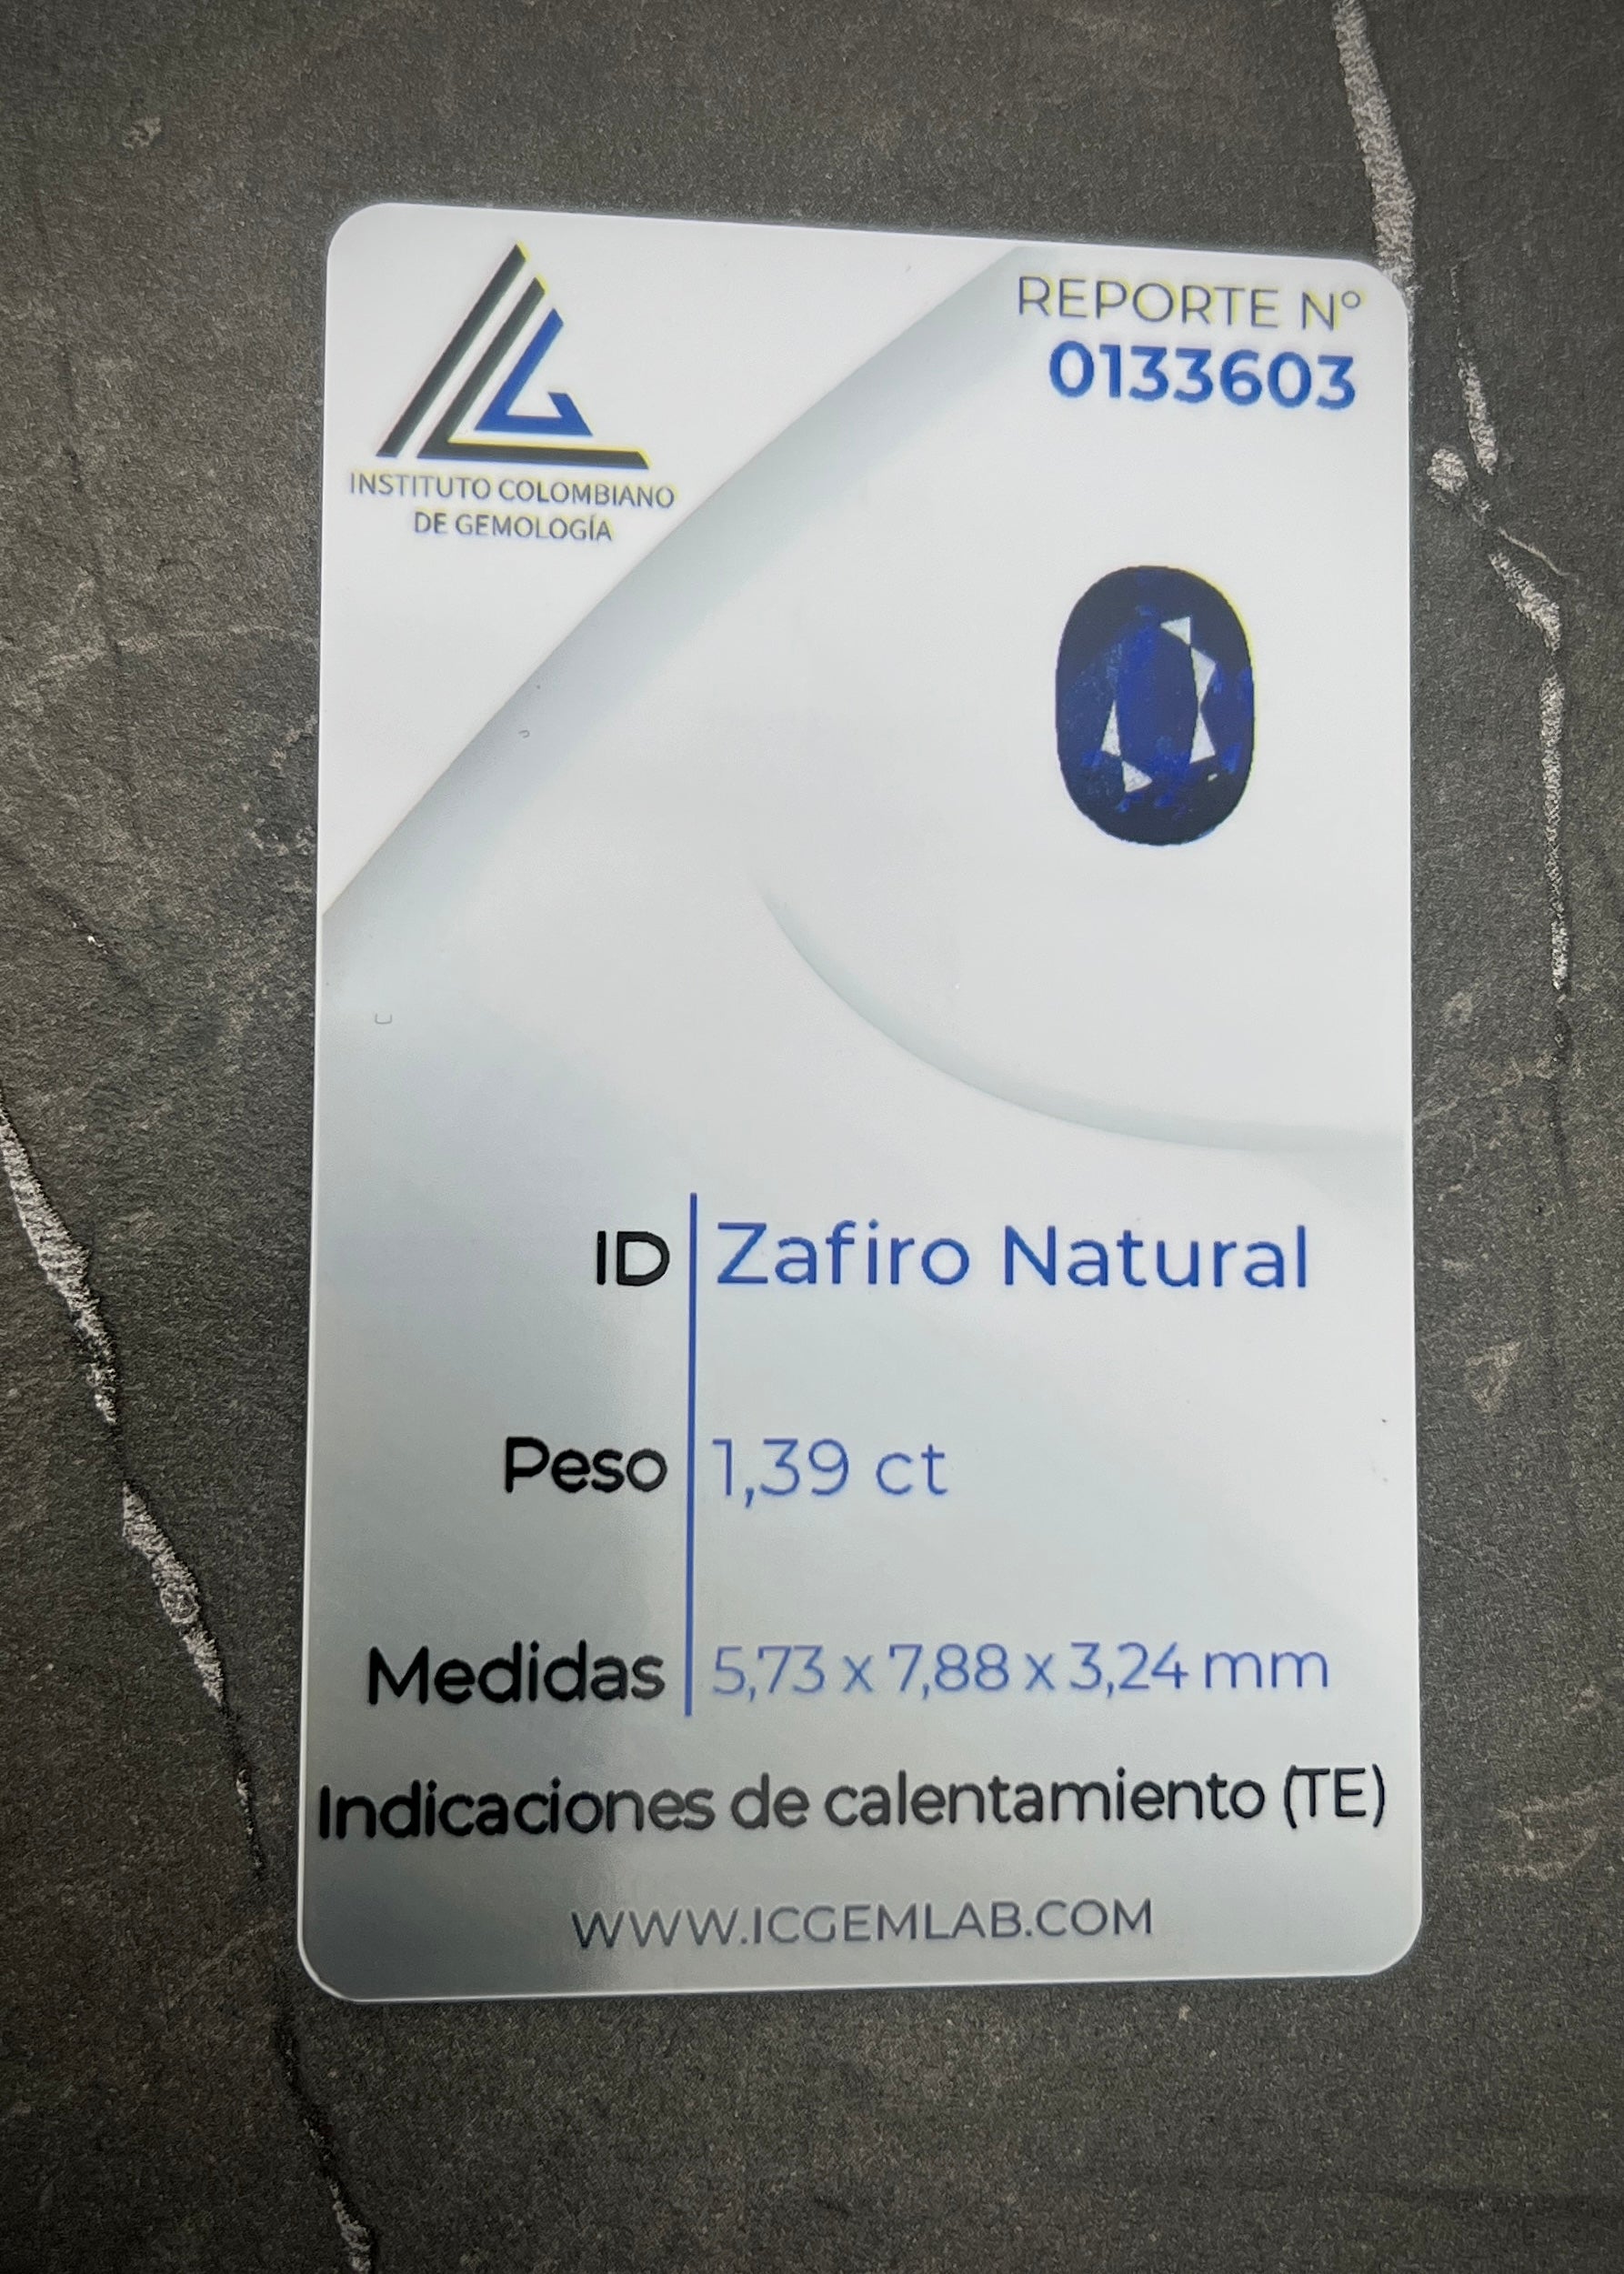 INSTITUTO COLOMBIANO
DE GEMOLOGÍA
REPORTE Nº
0133603
ID Zafiro Natural
Peso 1,39 ct
Medidas 5,73 x 7,88 x 3,24 mm
Indicaciones de calentamiento (TE)
WWW.ICGEMLAB.COM